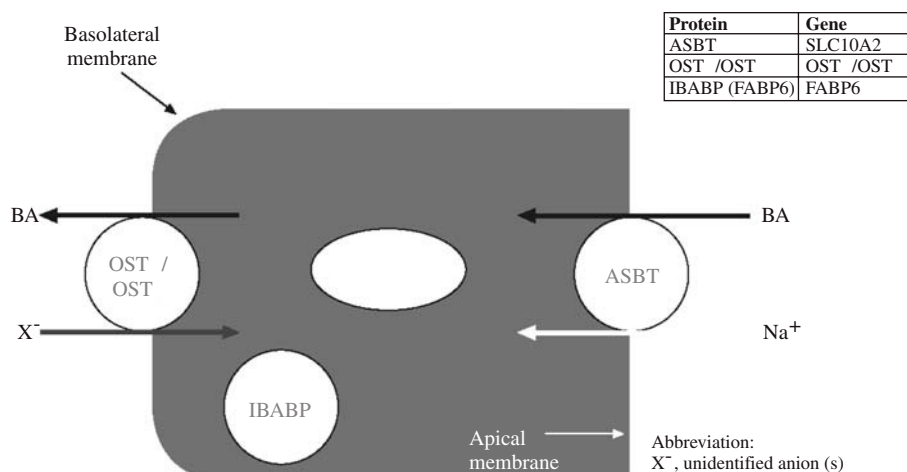 Basolateral
membrane
Protein Gene
ASBT SLC10A2
OST /OST OST /OST
IBABP (FABP6) FABP6
BA
BA
OST /
OST
ASBT
X⁻
Na⁺
IBABP
Apical
membrane
Abbreviation:
X⁻, unidentified anion (s)